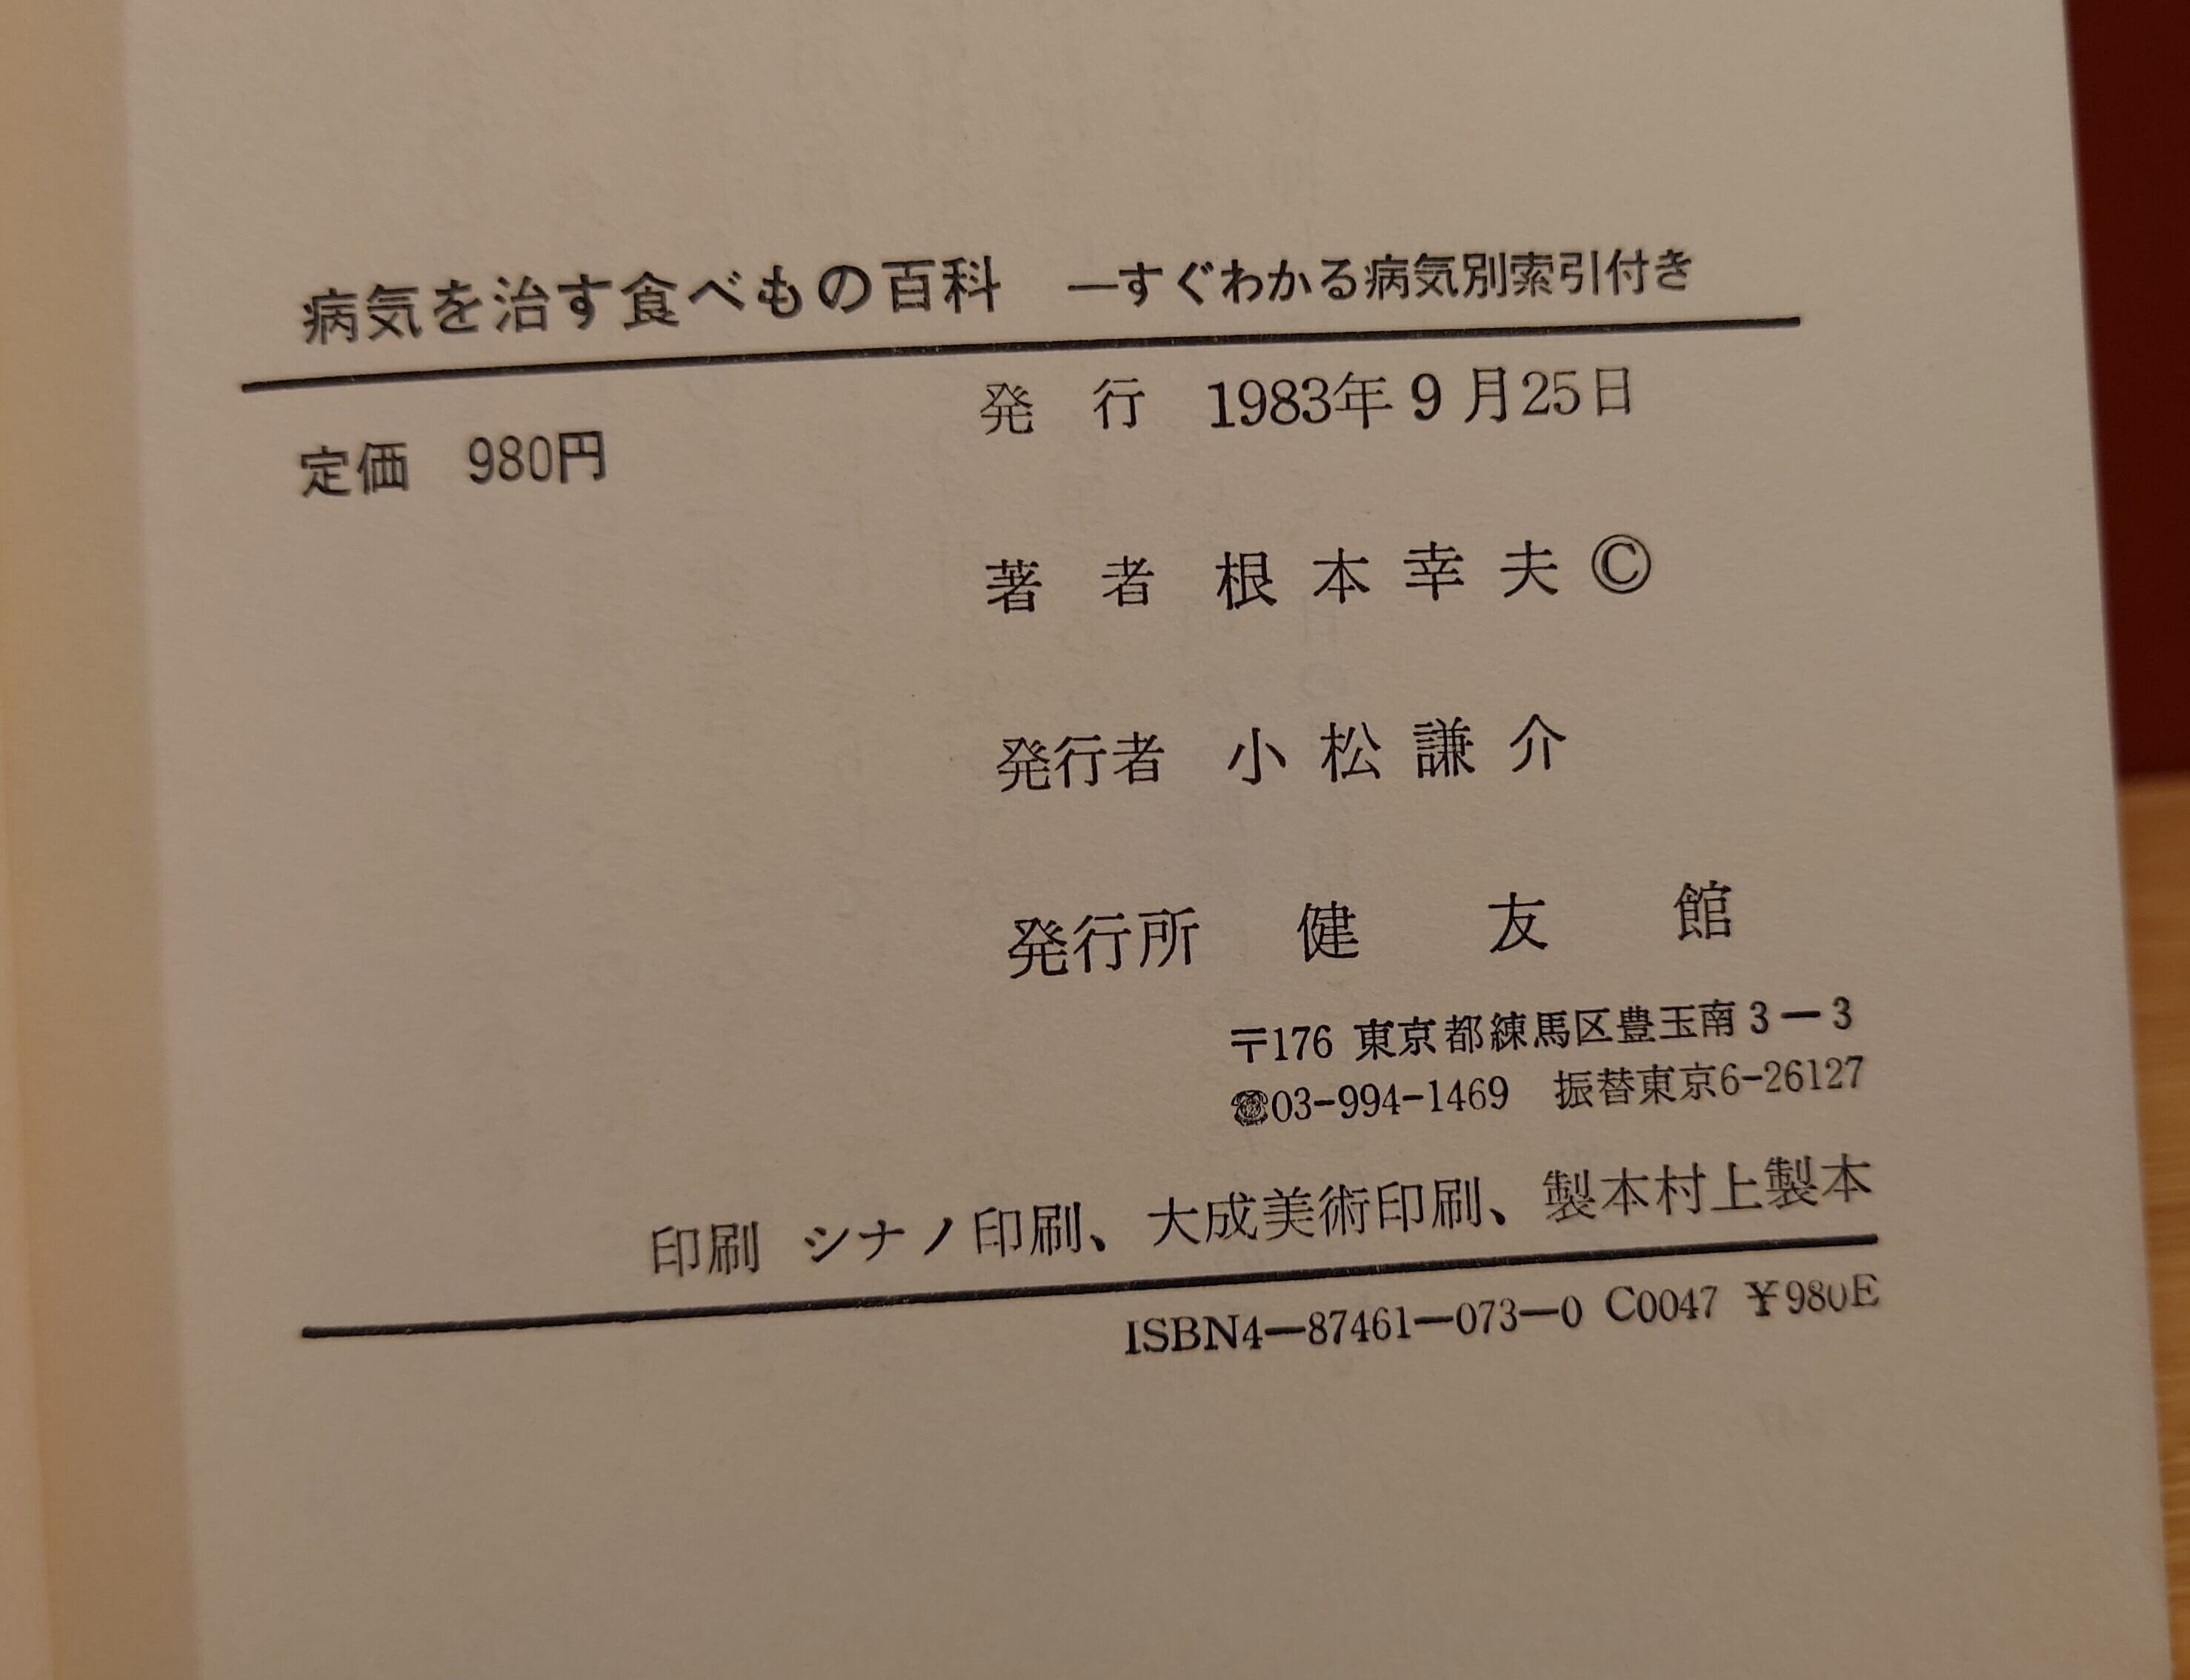 病気を治す食べもの百科　―すぐわかる病気別索引付き
発　行　1983年9月25日
定価　980円
著　者　根本幸夫©
発行者　小松謙介
発行所　健友館
〒176 東京都練馬区豊玉南3―3
☎03-994-1469　振替東京6-26127
印刷 シナノ印刷、大成美術印刷、製本村上製本
ISBN4―87461―073―0 C0047 ¥980E